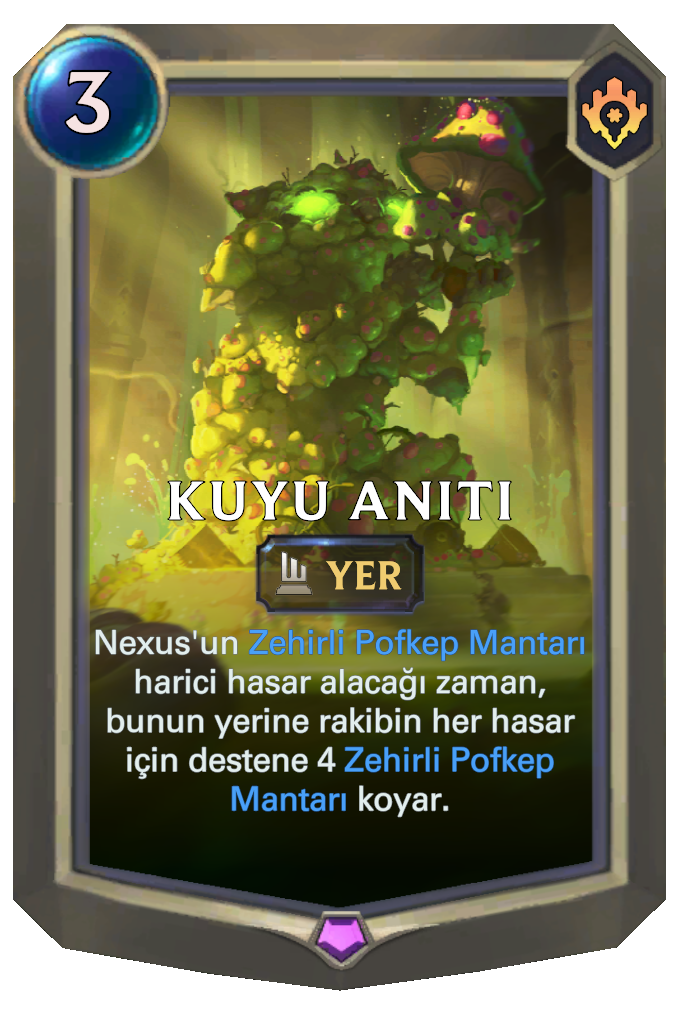 3
KUYU ANITI
YER
Nexus'un Zehirli Pofkep Mantarı
harici hasar alacağı zaman,
bunun yerine rakibin her hasar
için destene 4 Zehirli Pofkep
Mantarı koyar.